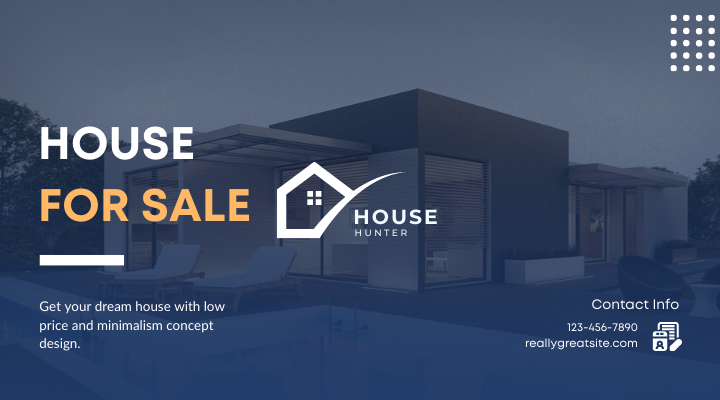 HOUSE
FOR SALE
HOUSE
HUNTER
Get your dream house with low
price and minimalism concept
design.
Contact Info
123-456-7890
reallygreatsite.com